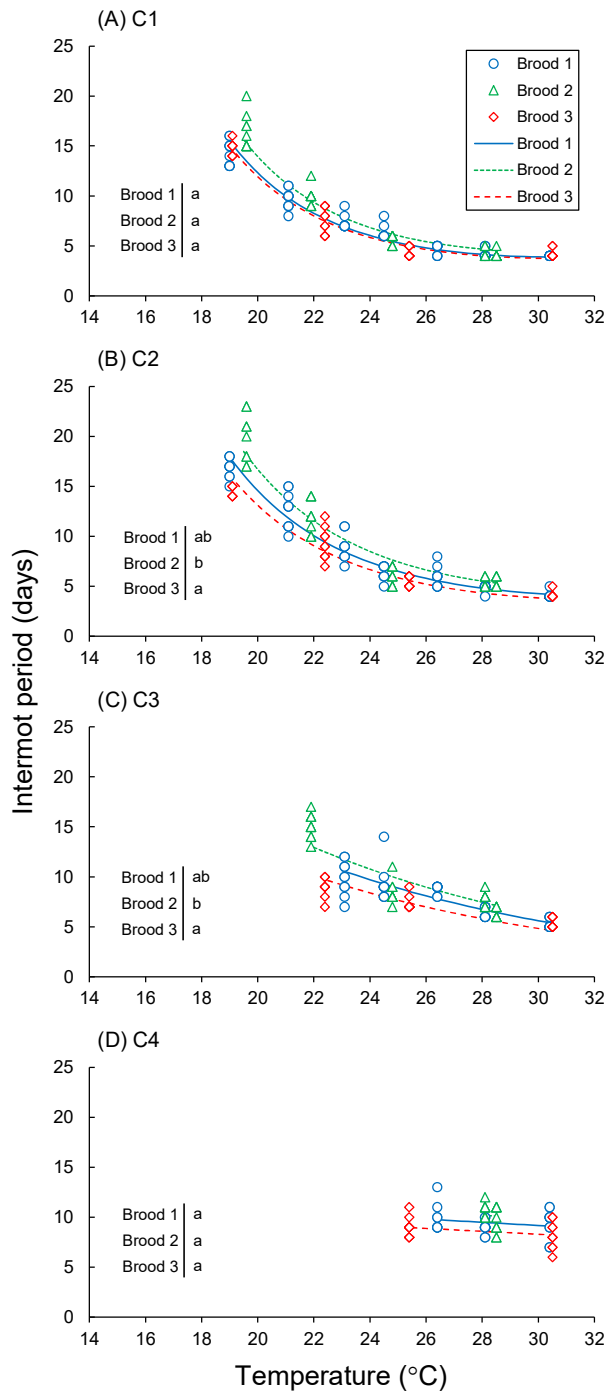 (A) C1
25
20
15
10
5
0
14 16 18 20 22 24 26 28 30 32
Brood 1
Brood 2
Brood 3
Brood 1
Brood 2
Brood 3
Brood 1 a
Brood 2 a
Brood 3 a
(B) C2
25
20
15
10
5
0
14 16 18 20 22 24 26 28 30 32
Brood 1 ab
Brood 2 b
Brood 3 a
Intermot period (days)
(C) C3
25
20
15
10
5
0
14 16 18 20 22 24 26 28 30 32
Brood 1 ab
Brood 2 b
Brood 3 a
(D) C4
25
20
15
10
5
0
14 16 18 20 22 24 26 28 30 32
Brood 1 a
Brood 2 a
Brood 3 a
Temperature (°C)